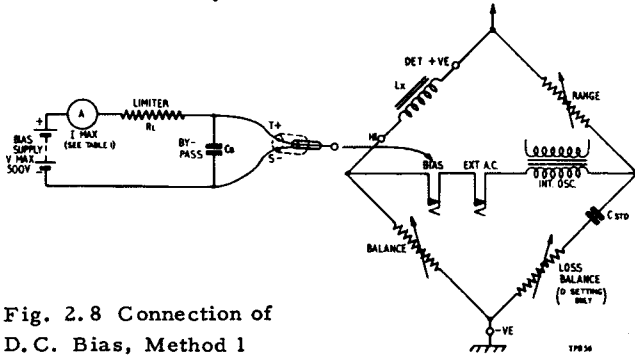 DET +VE
Lx
LIMITER
A
RL
I MAX
(SEE TABLE 1)
+
BIAS
SUPPLY
V MAX
500V
-
BY-
PASS
CB
T+
S-
HI
RANGE
BIAS
EXT A.C.
INT. OSC.
C STD
BALANCE
LOSS
BALANCE
(D SETTING
ONLY)
-VE
Fig. 2.8 Connection of
D.C. Bias, Method 1